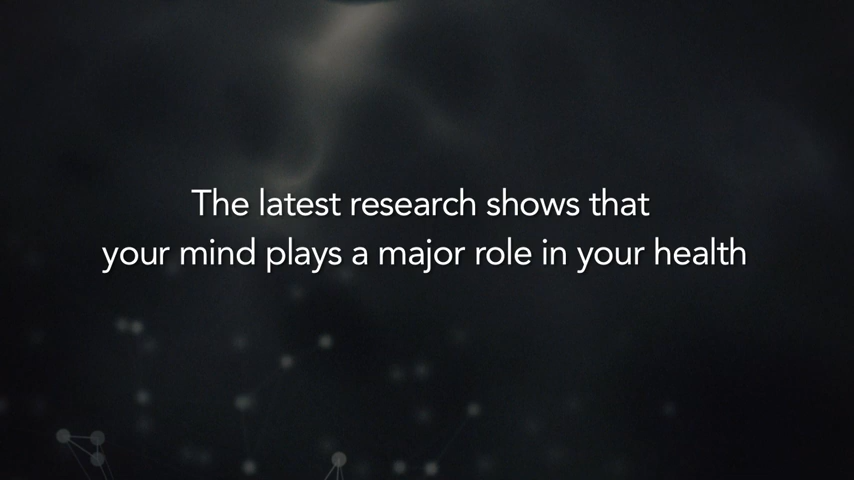 The latest research shows that
your mind plays a major role in your health